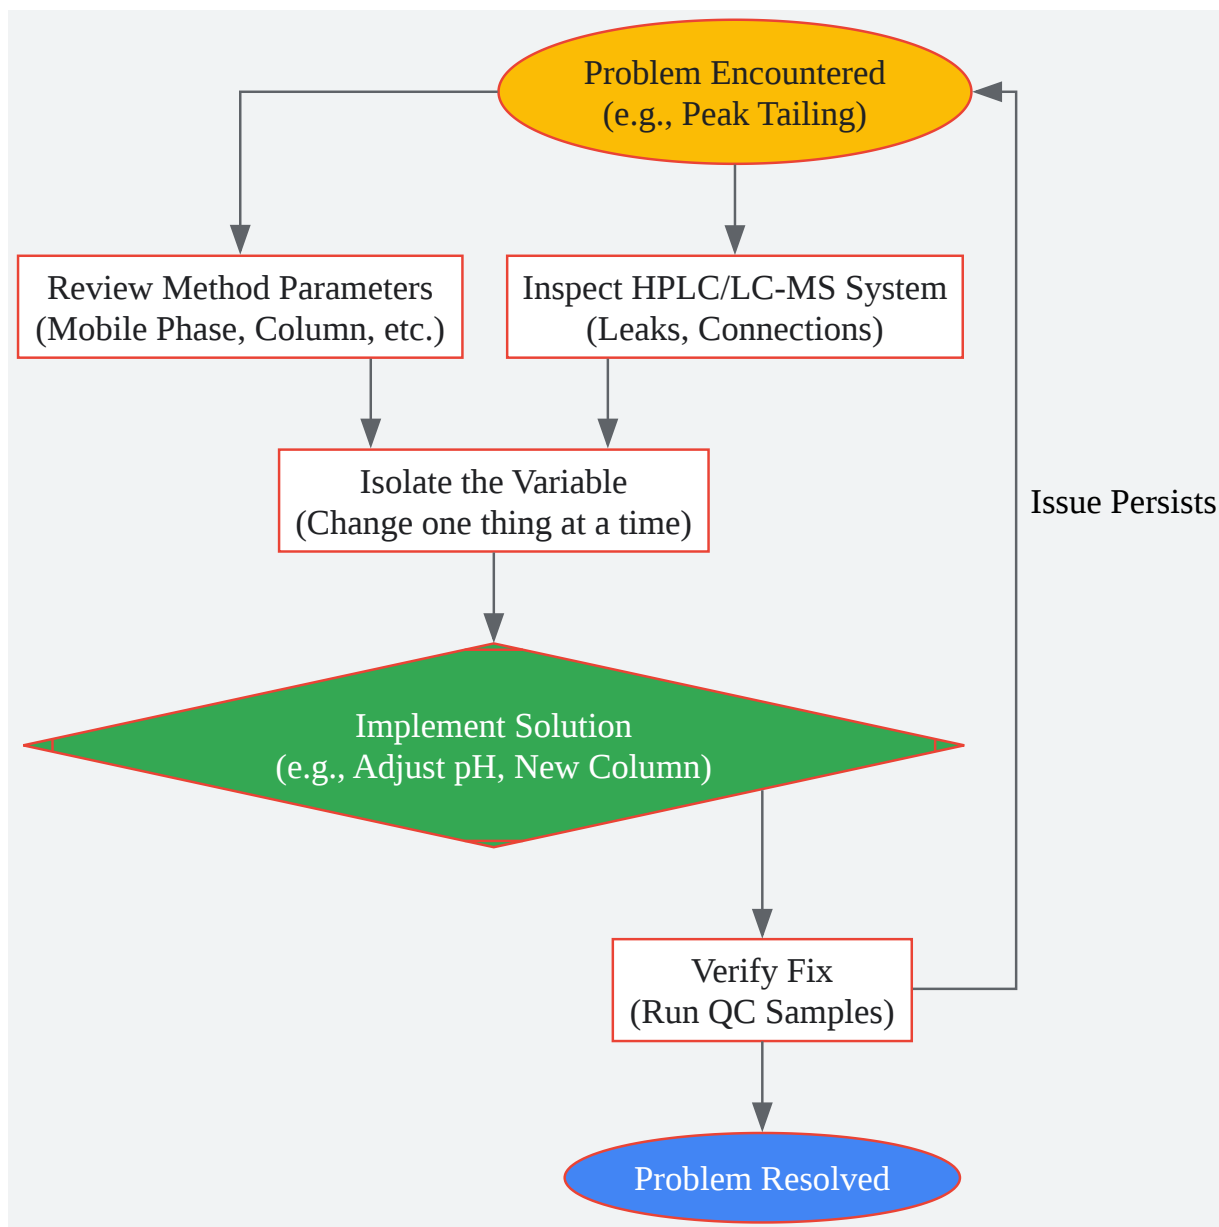 Problem Encountered
(e.g., Peak Tailing)
Review Method Parameters
(Mobile Phase, Column, etc.)
Inspect HPLC/LC-MS System
(Leaks, Connections)
Isolate the Variable
(Change one thing at a time)
Issue Persists
Implement Solution
(e.g., Adjust pH, New Column)
Verify Fix
(Run QC Samples)
Problem Resolved